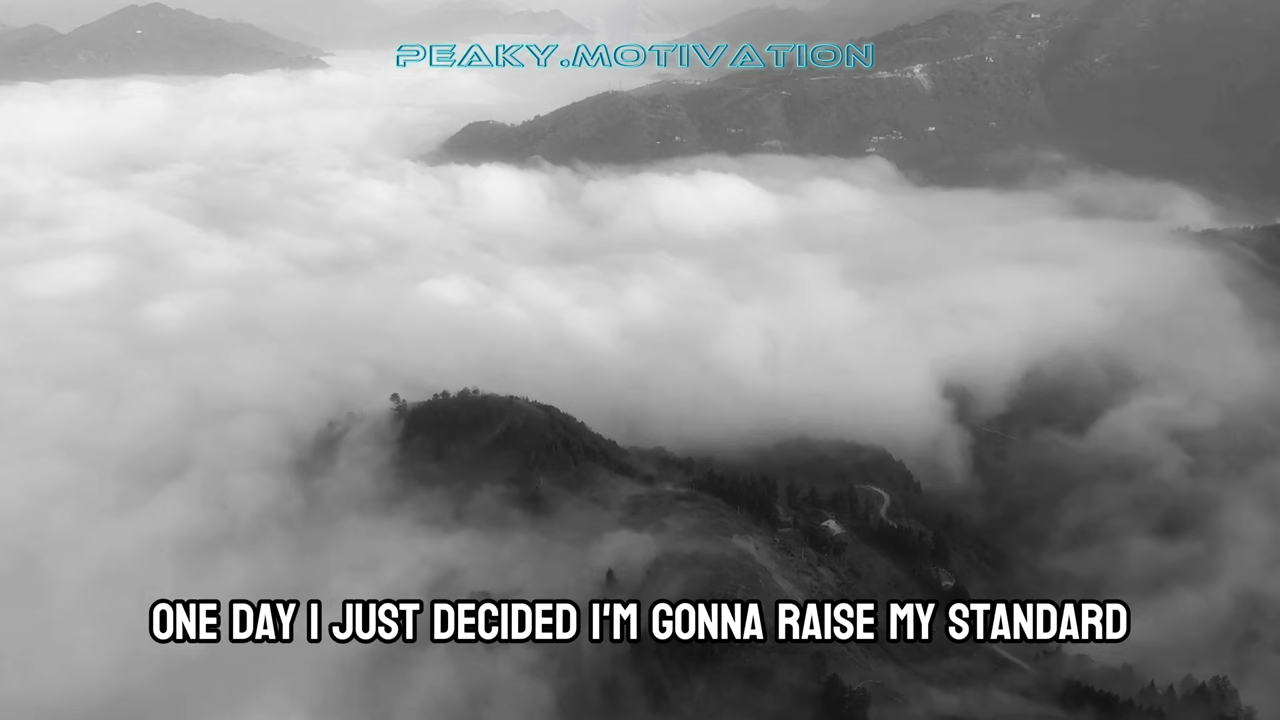 PEAKY.MOTIVATION
ONE DAY I JUST DECIDED I'M GONNA RAISE MY STANDARD